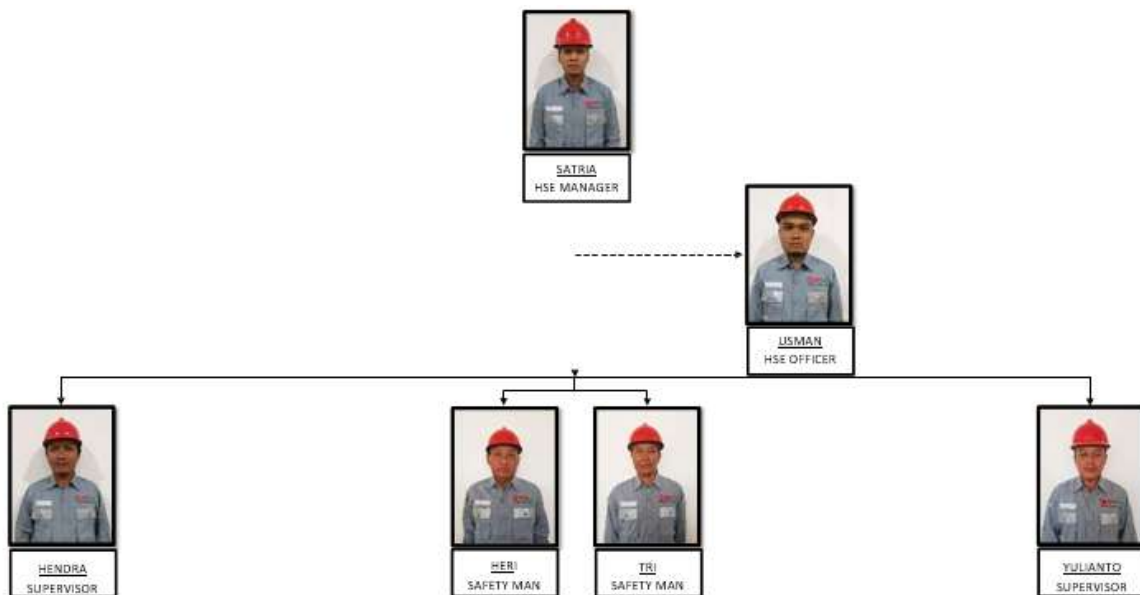 SATRIA
HSE MANAGER
USMAN
HSE OFFICER
HENDRA
SUPERVISOR
HERI
SAFETY MAN
TRI
SAFETY MAN
YULIANTO
SUPERVISOR